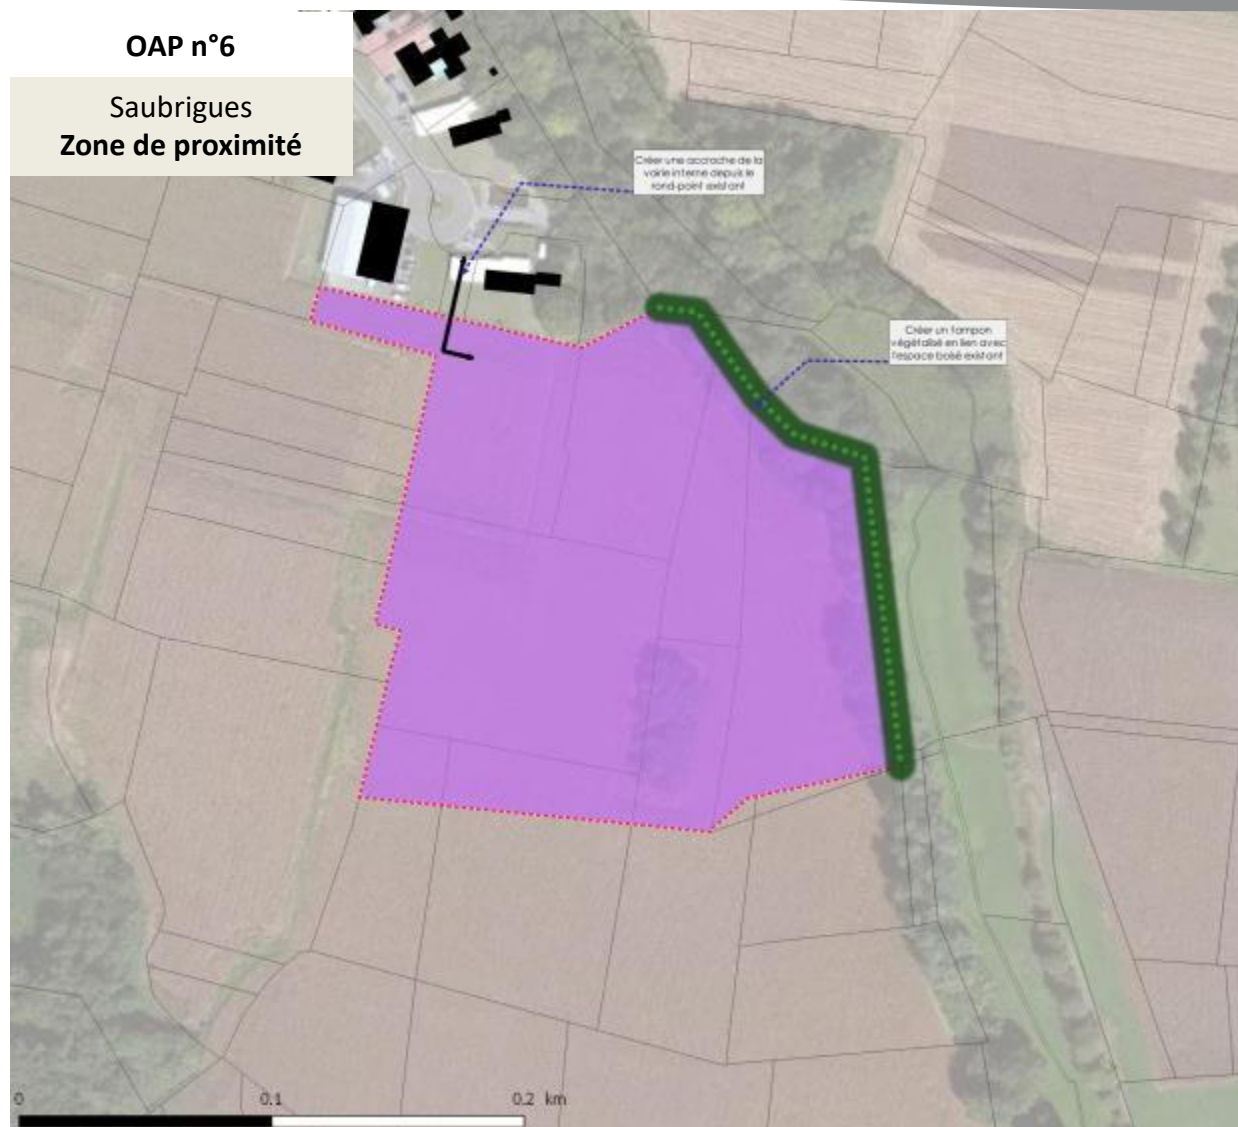 OAP n°6
Saubrigues
Zone de proximité
Créer une accroche de la
voirie interne depuis le
rond-point existant
Créer un tampon
végétalisé en lien avec
l'espace boisé existant
0 0.1 0.2 km